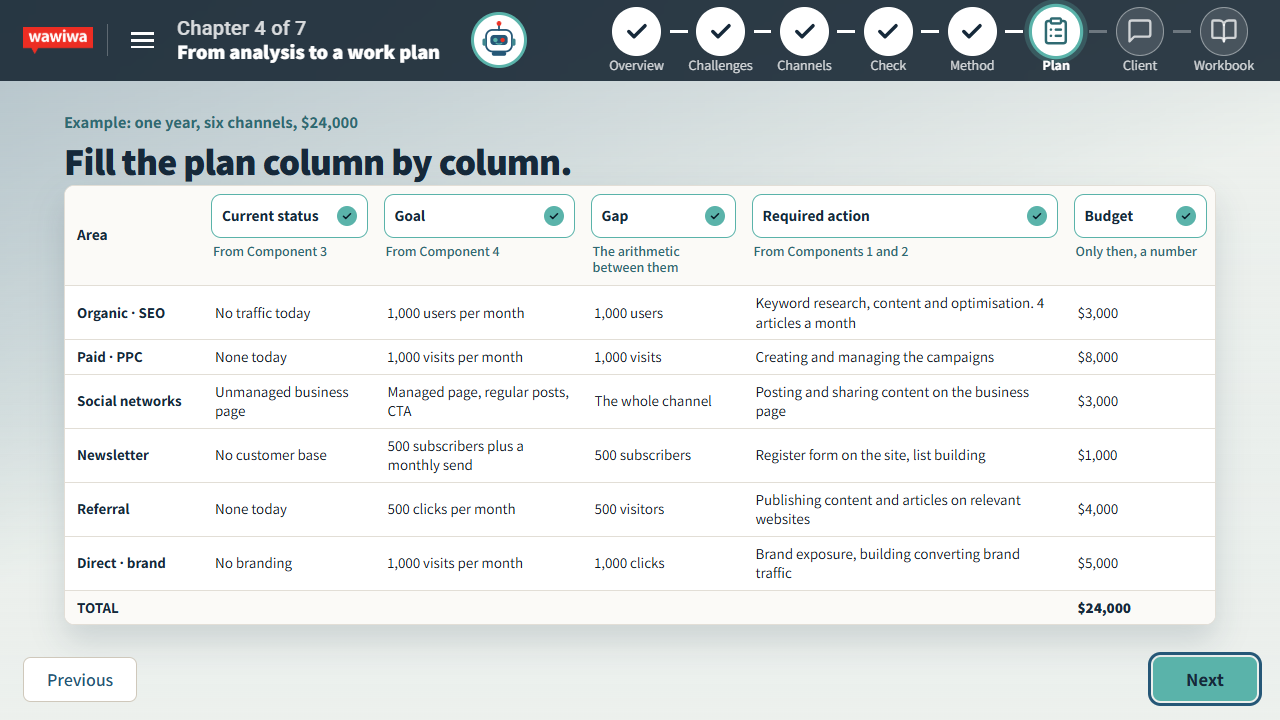 wawiwa
Chapter 4 of 7
From analysis to a work plan
Overview
Challenges
Channels
Check
Method
Plan
Client
Workbook
Example: one year, six channels, $24,000
Fill the plan column by column.
Area
Current status
From Component 3
Goal
From Component 4
Gap
The arithmetic
between them
Required action
From Components 1 and 2
Budget
Only then, a number
Organic · SEO
No traffic today
1,000 users per month
1,000 users
Keyword research, content and optimisation. 4
articles a month
$3,000
Paid · PPC
None today
1,000 visits per month
1,000 visits
Creating and managing the campaigns
$8,000
Social networks
Unmanaged business
page
Managed page, regular posts,
CTA
The whole channel
Posting and sharing content on the business
page
$3,000
Newsletter
No customer base
500 subscribers plus a
monthly send
500 subscribers
Register form on the site, list building
$1,000
Referral
None today
500 clicks per month
500 visitors
Publishing content and articles on relevant
websites
$4,000
Direct · brand
No branding
1,000 visits per month
1,000 clicks
Brand exposure, building converting brand
traffic
$5,000
TOTAL
$24,000
Previous
Next